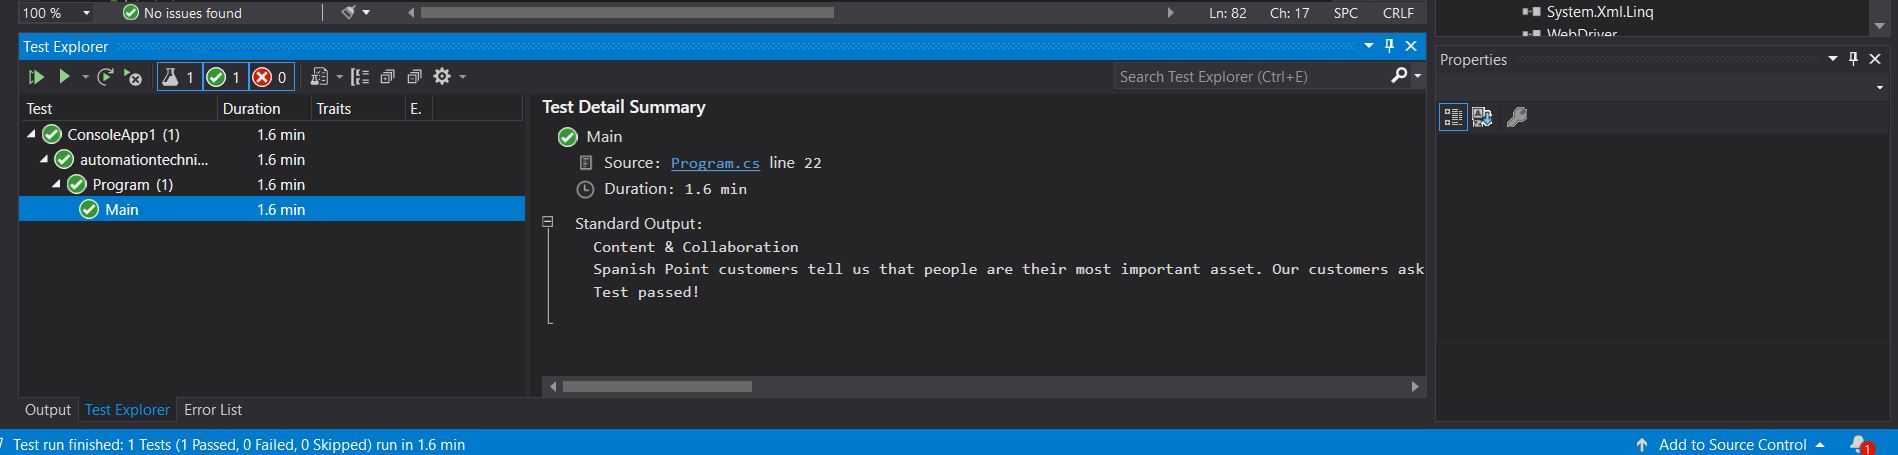 100 %
No issues found
Ln: 82 Ch: 17 SPC CRLF
System.Xml.Linq
WebDriver
Test Explorer
1 1 0
Search Test Explorer (Ctrl+E)
Properties
Test Duration Traits E.
ConsoleApp1 (1) 1.6 min
automationtechni... 1.6 min
Program (1) 1.6 min
Main 1.6 min
Test Detail Summary
Main
Source: Program.cs line 22
Duration: 1.6 min
Standard Output:
Content & Collaboration
Spanish Point customers tell us that people are their most important asset. Our customers ask
Test passed!
Output Test Explorer Error List
Test run finished: 1 Tests (1 Passed, 0 Failed, 0 Skipped) run in 1.6 min
Add to Source Control
1